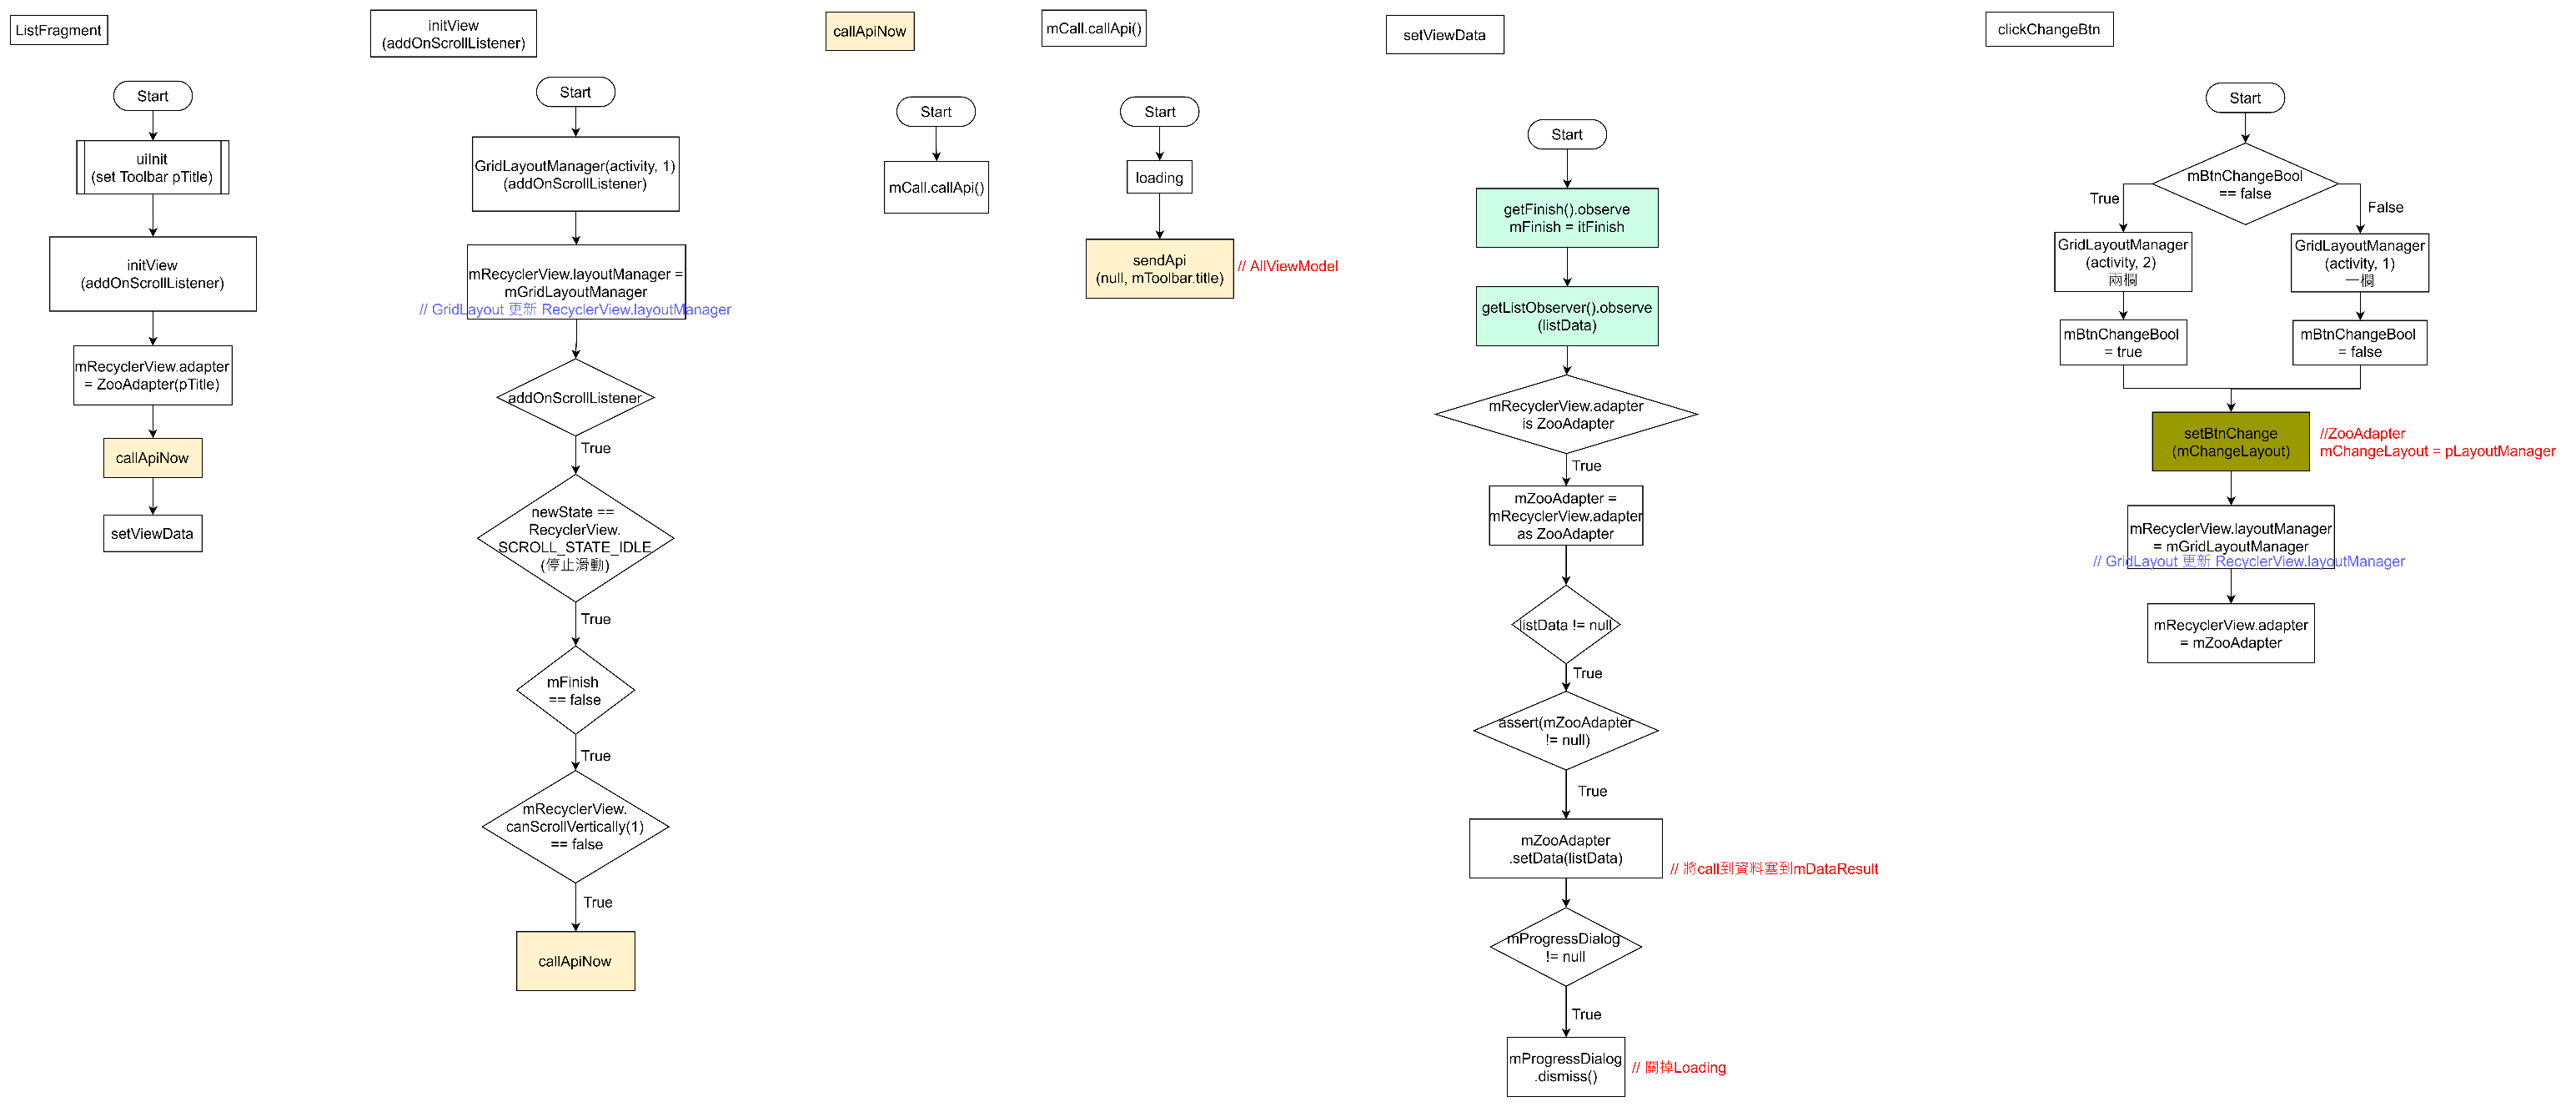 ListFragment
Start
uiInit
(set Toolbar pTitle)
initView
(addOnScrollListener)
mRecyclerView.adapter
= ZooAdapter(pTitle)
callApiNow
setViewData
initView
(addOnScrollListener)
Start
GridLayoutManager(activity, 1)
(addOnScrollListener)
mRecyclerView.layoutManager =
mGridLayoutManager
// GridLayout 更新 RecyclerView.layoutManager
addOnScrollListener
True
newState ==
RecyclerView.
SCROLL_STATE_IDLE
(停止滑動)
True
mFinish
== false
True
mRecyclerView.
canScrollVertically(1)
== false
True
callApiNow
callApiNow
Start
mCall.callApi()
mCall.callApi()
Start
loading
sendApi
(null, mToolbar.title)
// AllViewModel
setViewData
Start
getFinish().observe
mFinish = itFinish
getListObserver().observe
(listData)
mRecyclerView.adapter
is ZooAdapter
True
mZooAdapter =
mRecyclerView.adapter
as ZooAdapter
listData != null
True
assert(mZooAdapter
!= null)
True
mZooAdapter
.setData(listData)
// 將call到資料塞到mDataResult
mProgressDialog
!= null
True
mProgressDialog
.dismiss()
// 關掉Loading
clickChangeBtn
Start
mBtnChangeBool
== false
True
False
GridLayoutManager
(activity, 2)
兩欄
GridLayoutManager
(activity, 1)
一欄
mBtnChangeBool
= true
mBtnChangeBool
= false
setBtnChange
(mChangeLayout)
//ZooAdapter
mChangeLayout = pLayoutManager
mRecyclerView.layoutManager
= mGridLayoutManager
// GridLayout 更新 RecyclerView.layoutManager
mRecyclerView.adapter
= mZooAdapter